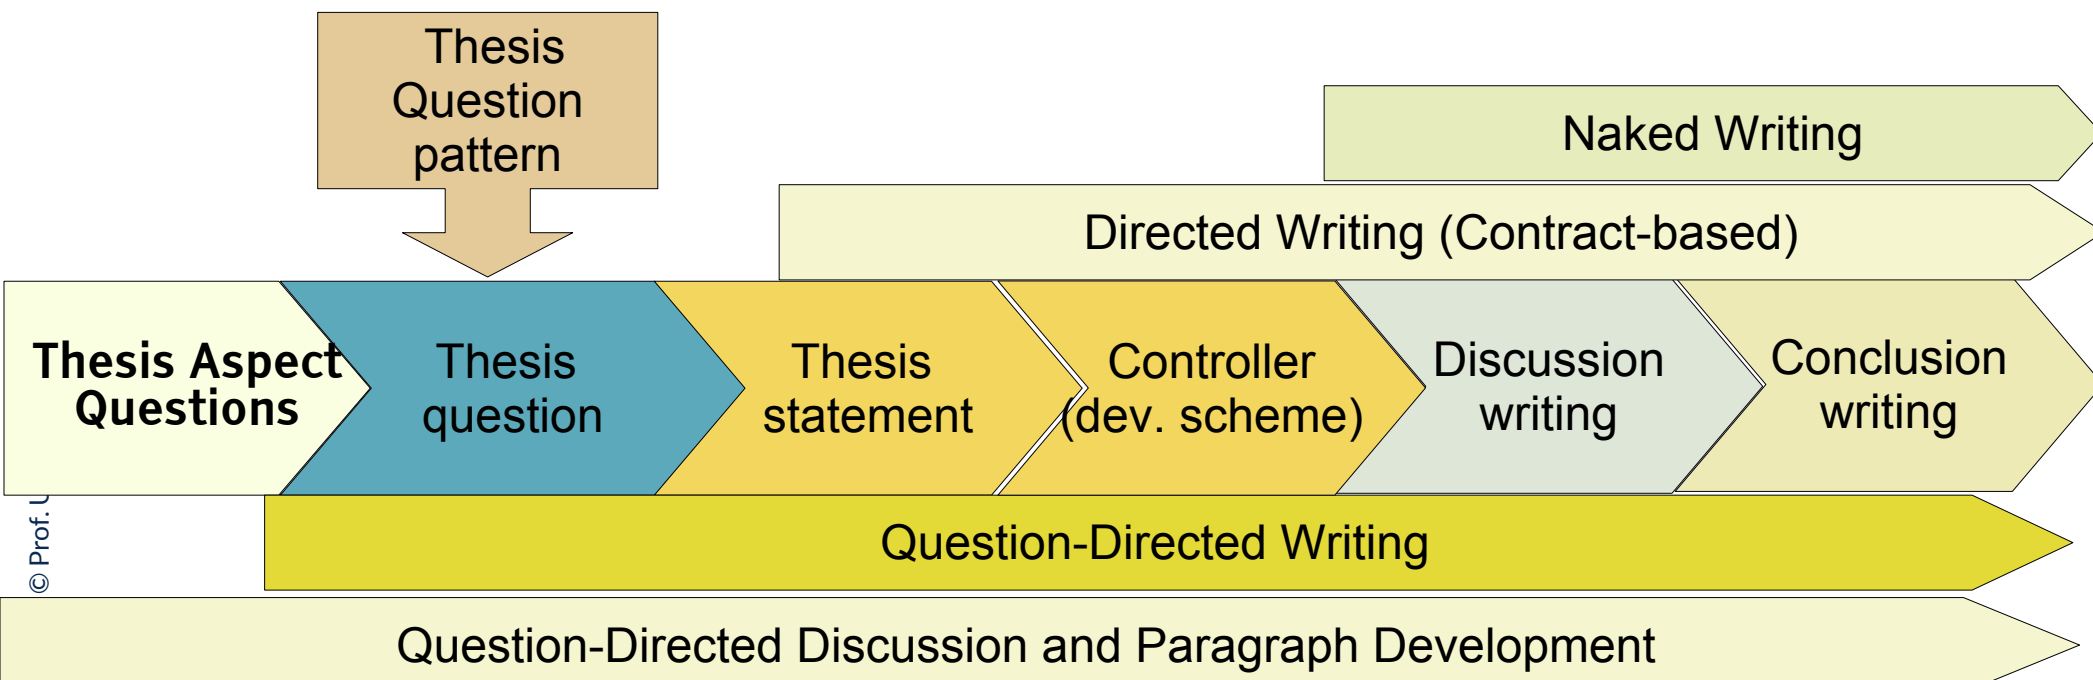 Thesis
Question
pattern
Naked Writing
Directed Writing (Contract-based)
Thesis Aspect
Questions
Thesis
question
Thesis
statement
Controller
(dev. scheme)
Discussion
writing
Conclusion
writing
© Prof.
Question-Directed Writing
Question-Directed Discussion and Paragraph Development